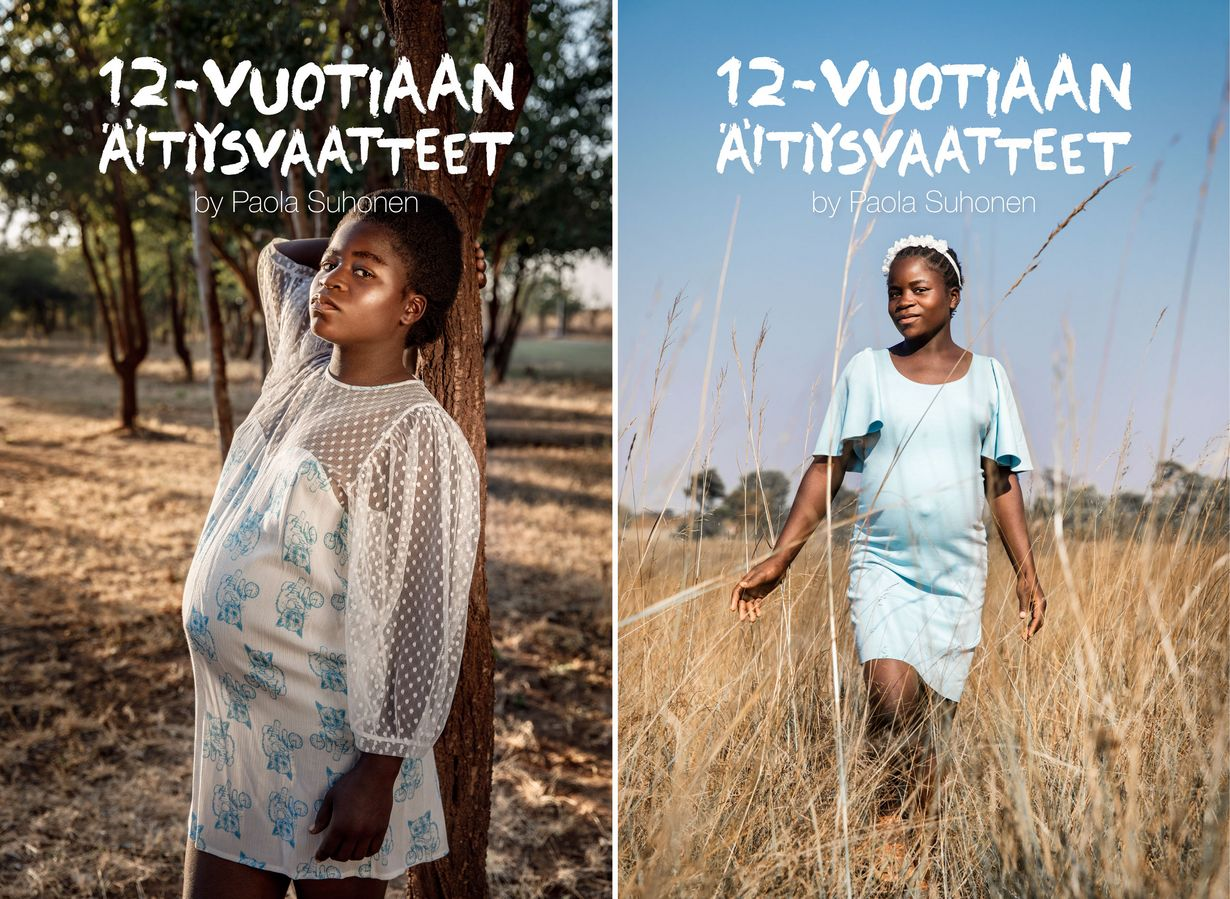 12-VUOTIAAN
ÄITIYSVAATTEET
by Paola Suhonen
12-VUOTIAAN
ÄITIYSVAATTEET
by Paola Suhonen